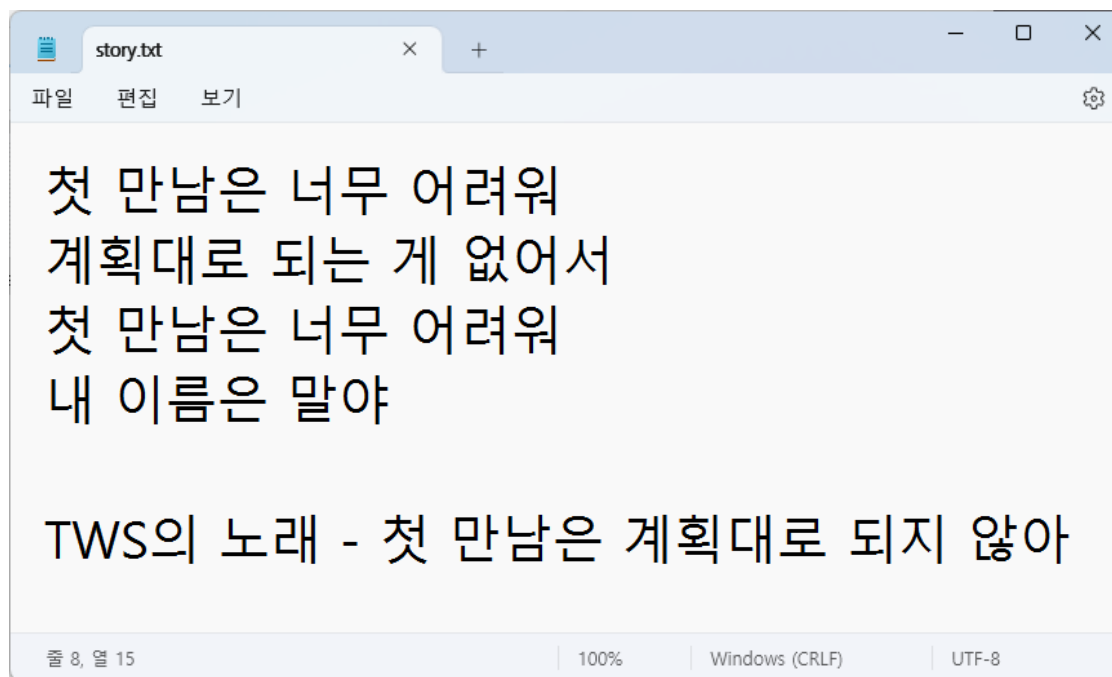 story.txt
파일 편집 보기
첫 만남은 너무 어려워
계획대로 되는 게 없어서
첫 만남은 너무 어려워
내 이름은 말야
TWS의 노래 - 첫 만남은 계획대로 되지 않아
줄 8, 열 15 100% Windows (CRLF) UTF-8